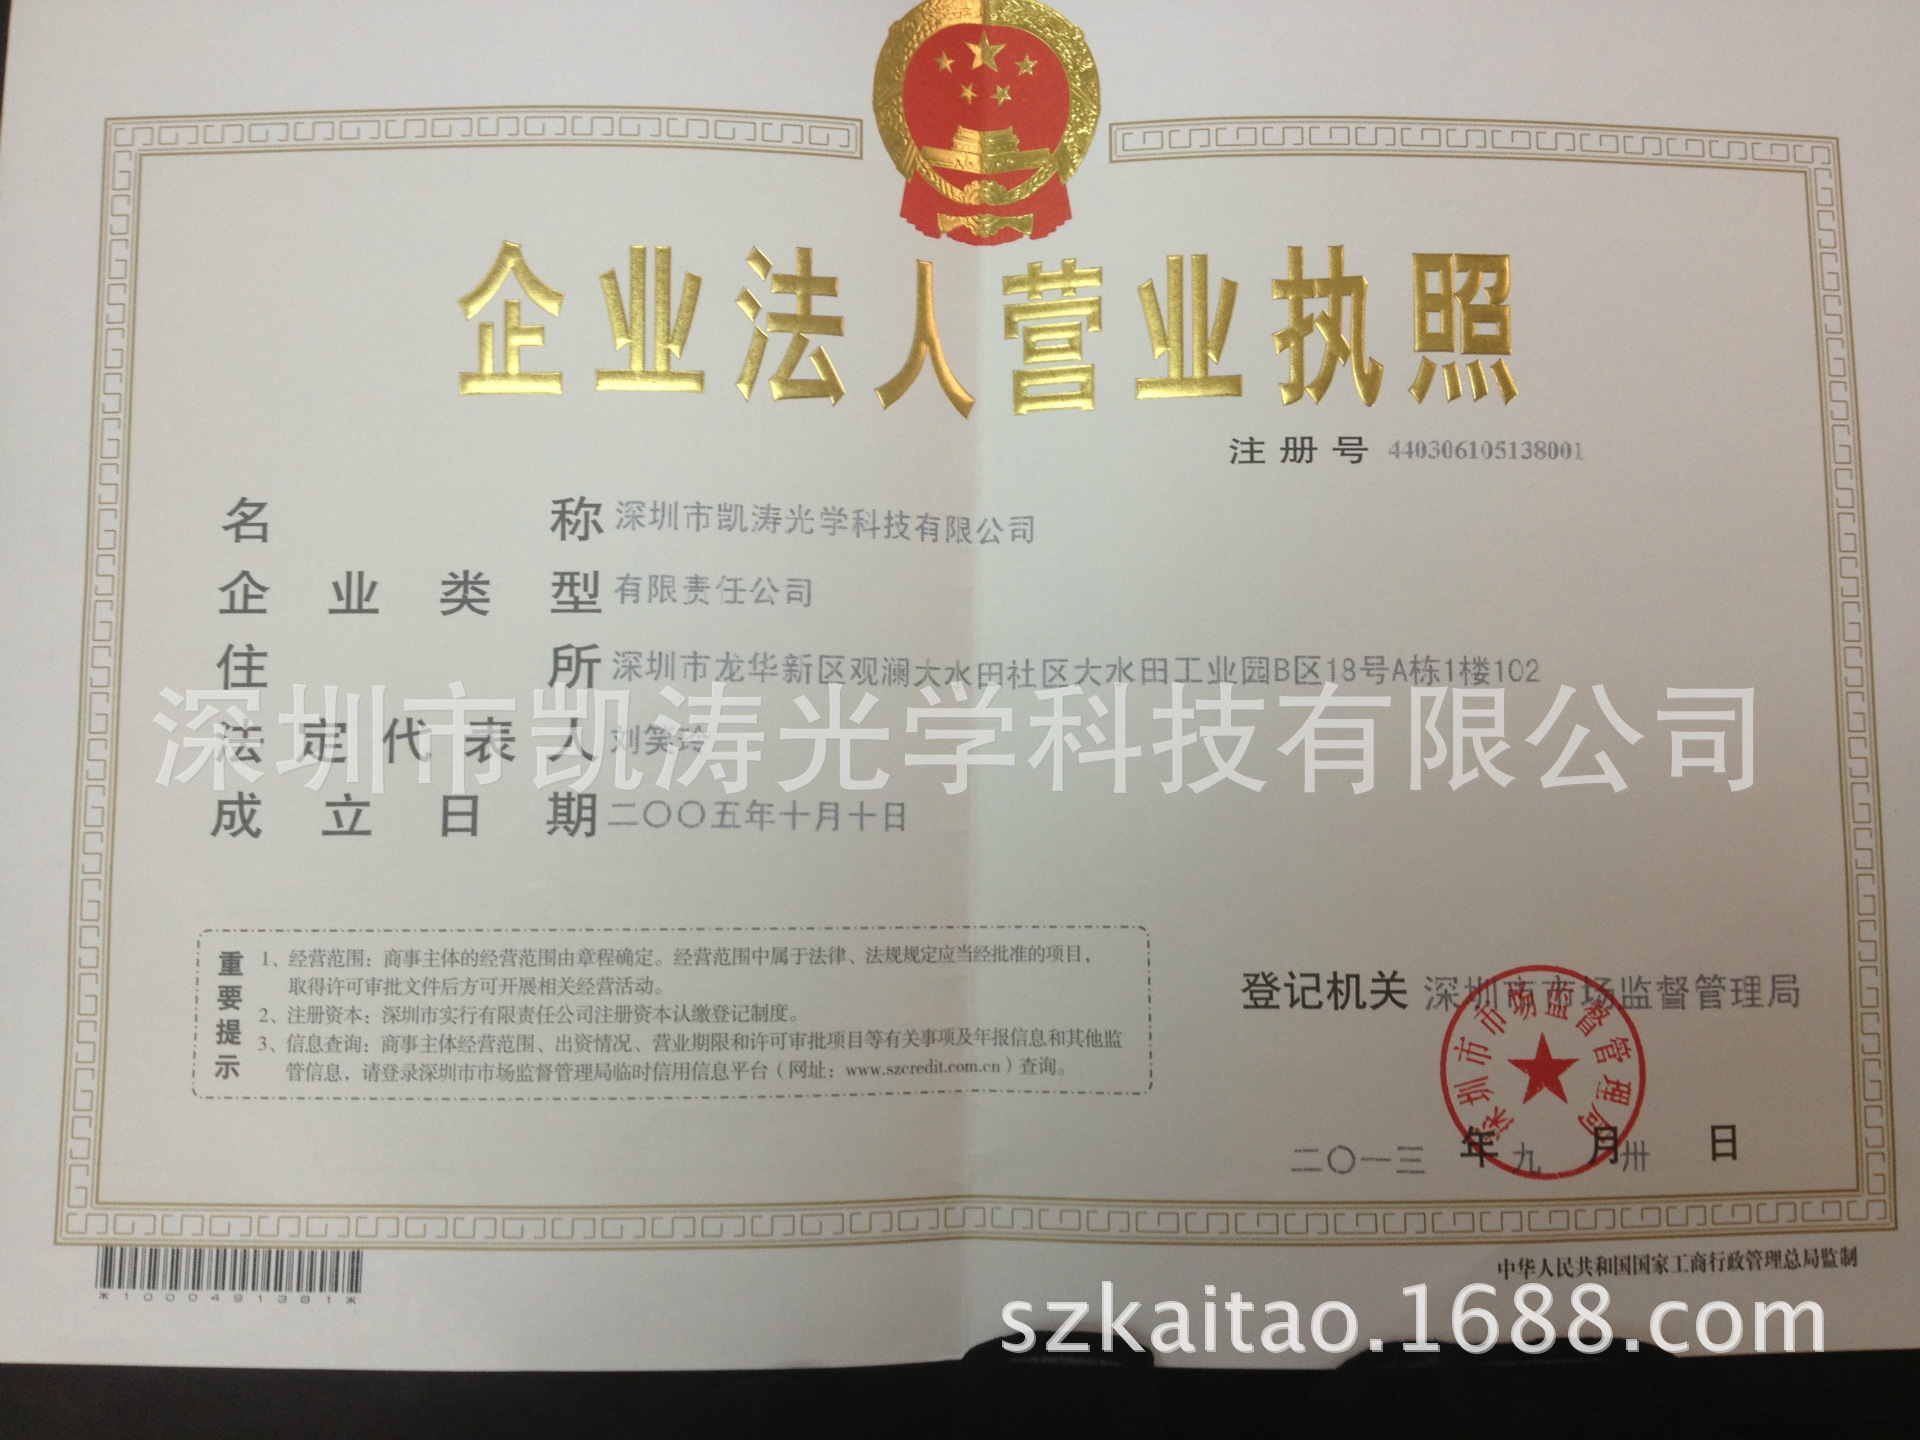 企业法人营业执照
注册号 440306105138001
名称 深圳市凯涛光学科技有限公司
企业类型 有限责任公司
住所 深圳市龙华新区观澜大水田社区大水田工业园B区18号A栋1楼102
深圳市凯涛光学科技有限公司
法定代表人 刘笑玲
成立日期 二〇〇五年十月十日
重要提示
1、经营范围：商事主体的经营范围由章程确定。经营范围中属于法律、法规规定应当经批准的项目，
取得许可审批文件后方可开展相关经营活动。
2、注册资本：深圳市实行有限责任公司注册资本认缴登记制度。
3、信息查询：商事主体经营范围、出资情况、营业期限和许可审批项目等有关事项及年报信息和其他监
管信息，请登录深圳市市场监督管理局临时信用信息平台（网址：www.szcredit.com.cn）查询。
登记机关 深圳市市场监督管理局
深圳市市场监督管理局
二〇一三年九月卅日
*1000491381*
中华人民共和国国家工商行政管理总局监制
szkaitao.1688.com